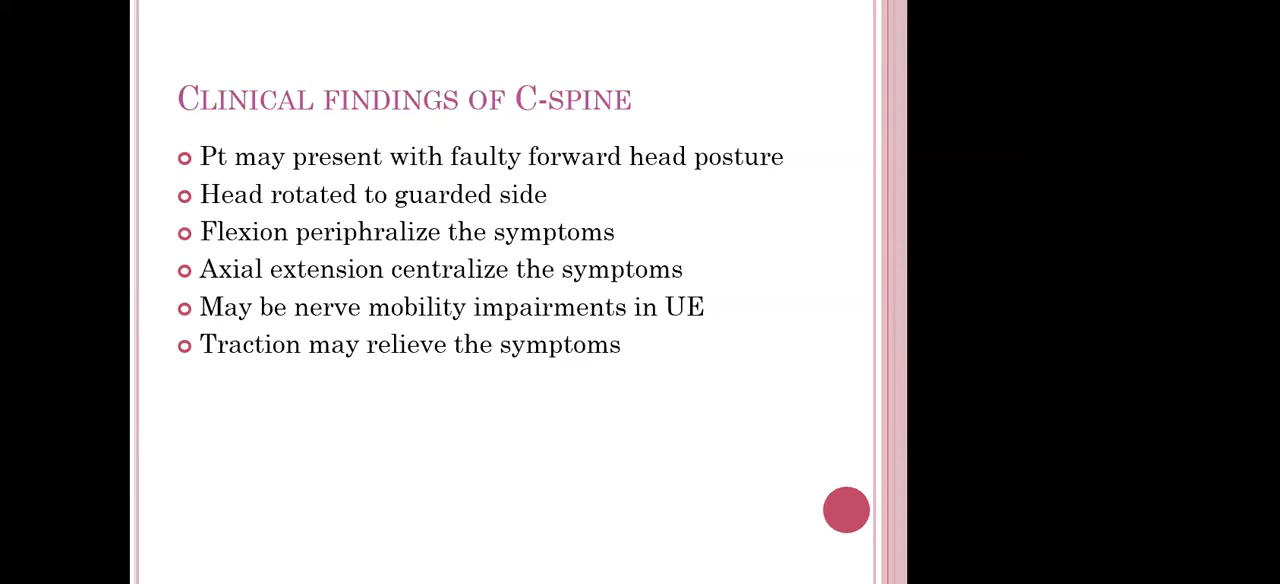 Clinical findings of C-spine
Pt may present with faulty forward head posture
Head rotated to guarded side
Flexion periphralize the symptoms
Axial extension centralize the symptoms
May be nerve mobility impairments in UE
Traction may relieve the symptoms